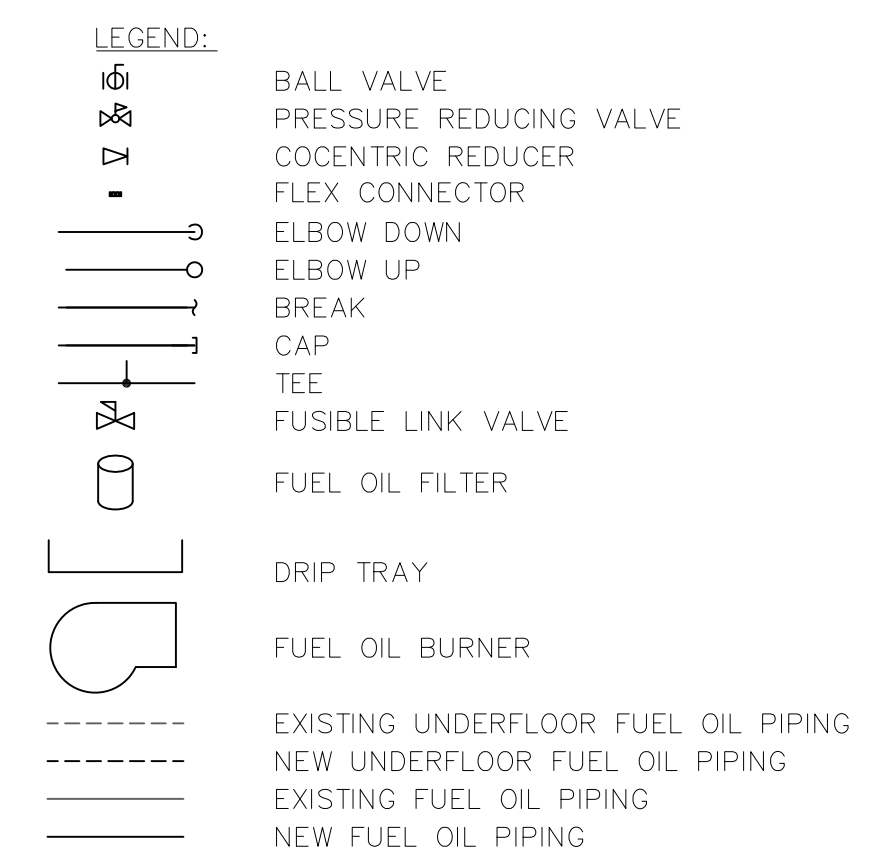 LEGEND:
BALL VALVE
PRESSURE REDUCING VALVE
COCENTRIC REDUCER
FLEX CONNECTOR
ELBOW DOWN
ELBOW UP
BREAK
CAP
TEE
FUSIBLE LINK VALVE
FUEL OIL FILTER
DRIP TRAY
FUEL OIL BURNER
EXISTING UNDERFLOOR FUEL OIL PIPING
NEW UNDERFLOOR FUEL OIL PIPING
EXISTING FUEL OIL PIPING
NEW FUEL OIL PIPING